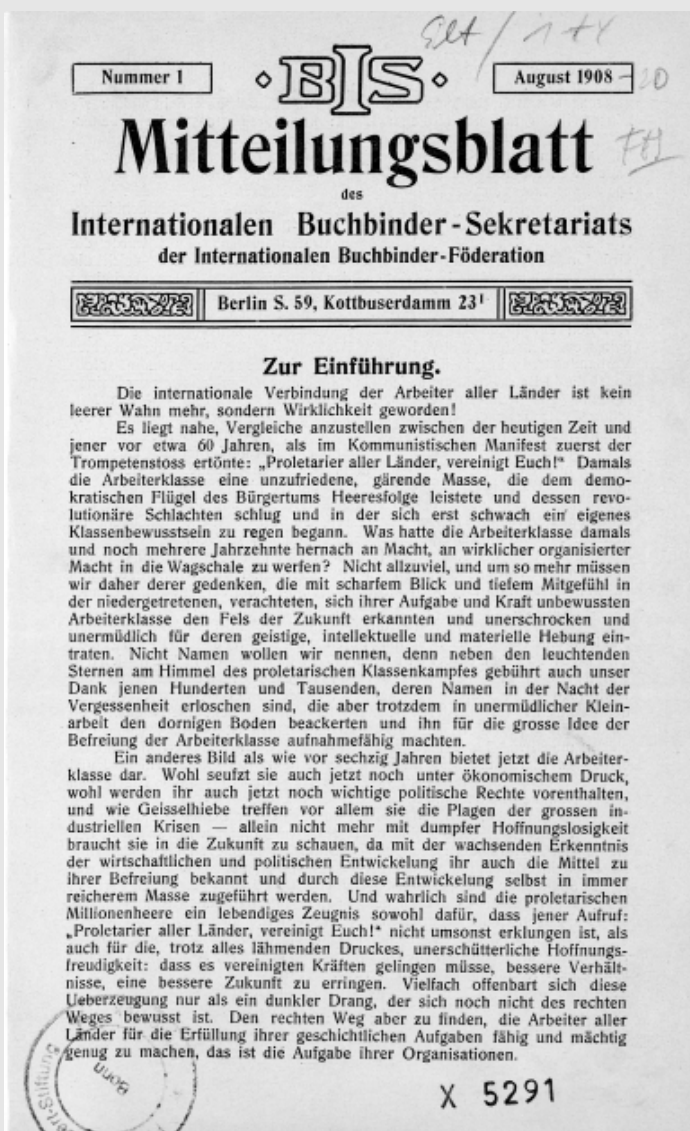 Nummer 1
BIS
August 1908
Mitteilungsblatt
des
Internationalen Buchbinder-Sekretariats
der Internationalen Buchbinder-Föderation
Berlin S. 59, Kottbuserdamm 23ᴵ
Zur Einführung.
Die internationale Verbindung der Arbeiter aller Länder ist kein
leerer Wahn mehr, sondern Wirklichkeit geworden!
Es liegt nahe, Vergleiche anzustellen zwischen der heutigen Zeit und
jener vor etwa 60 Jahren, als im Kommunistischen Manifest zuerst der
Trompetenstoss ertönte: „Proletarier aller Länder, vereinigt Euch!“ Damals
die Arbeiterklasse eine unzufriedene, gärende Masse, die dem demo-
kratischen Flügel des Bürgertums Heeresfolge leistete und dessen revo-
lutionäre Schlachten schlug und in der sich erst schwach ein eigenes
Klassenbewusstsein zu regen begann. Was hatte die Arbeiterklasse damals
und noch mehrere Jahrzehnte hernach an Macht, an wirklicher organisierter
Macht in die Wagschale zu werfen? Nicht allzuviel, und um so mehr müssen
wir daher derer gedenken, die mit scharfem Blick und tiefem Mitgefühl in
der niedergetretenen, verachteten, sich ihrer Aufgabe und Kraft unbewussten
Arbeiterklasse den Fels der Zukunft erkannten und unerschrocken und
unermüdlich für deren geistige, intellektuelle und materielle Hebung ein-
traten. Nicht Namen wollen wir nennen, denn neben den leuchtenden
Sternen am Himmel des proletarischen Klassenkampfes gebührt auch unser
Dank jenen Hunderten und Tausenden, deren Namen in der Nacht der
Vergessenheit erloschen sind, die aber trotzdem in unermüdlicher Klein-
arbeit den dornigen Boden beackerten und ihn für die grosse Idee der
Befreiung der Arbeiterklasse aufnahmefähig machten.
Ein anderes Bild als wie vor sechzig Jahren bietet jetzt die Arbeiter-
klasse dar. Wohl seufzt sie auch jetzt noch unter ökonomischem Druck,
wohl werden ihr auch jetzt noch wichtige politische Rechte vorenthalten,
und wie Geisselhiebe treffen vor allem sie die Plagen der grossen in-
dustriellen Krisen — allein nicht mehr mit dumpfer Hoffnungslosigkeit
braucht sie in die Zukunft zu schauen, da mit der wachsenden Erkenntnis
der wirtschaftlichen und politischen Entwickelung ihr auch die Mittel zu
ihrer Befreiung bekannt und durch diese Entwickelung selbst in immer
reicherem Masse zugeführt werden. Und wahrlich sind die proletarischen
Millionenheere ein lebendiges Zeugnis sowohl dafür, dass jener Aufruf:
„Proletarier aller Länder, vereinigt Euch!“ nicht umsonst erklungen ist, als
auch für die, trotz alles lähmenden Druckes, unerschütterliche Hoffnungs-
freudigkeit: dass es vereinigten Kräften gelingen müsse, bessere Verhält-
nisse, eine bessere Zukunft zu erringen. Vielfach offenbart sich diese
Ueberzeugung nur als ein dunkler Drang, der sich noch nicht des rechten
Weges bewusst ist. Den rechten Weg aber zu finden, die Arbeiter aller
Länder für die Erfüllung ihrer geschichtlichen Aufgaben fähig und mächtig
genug zu machen, das ist die Aufgabe ihrer Organisationen.
Bonn
X 5291